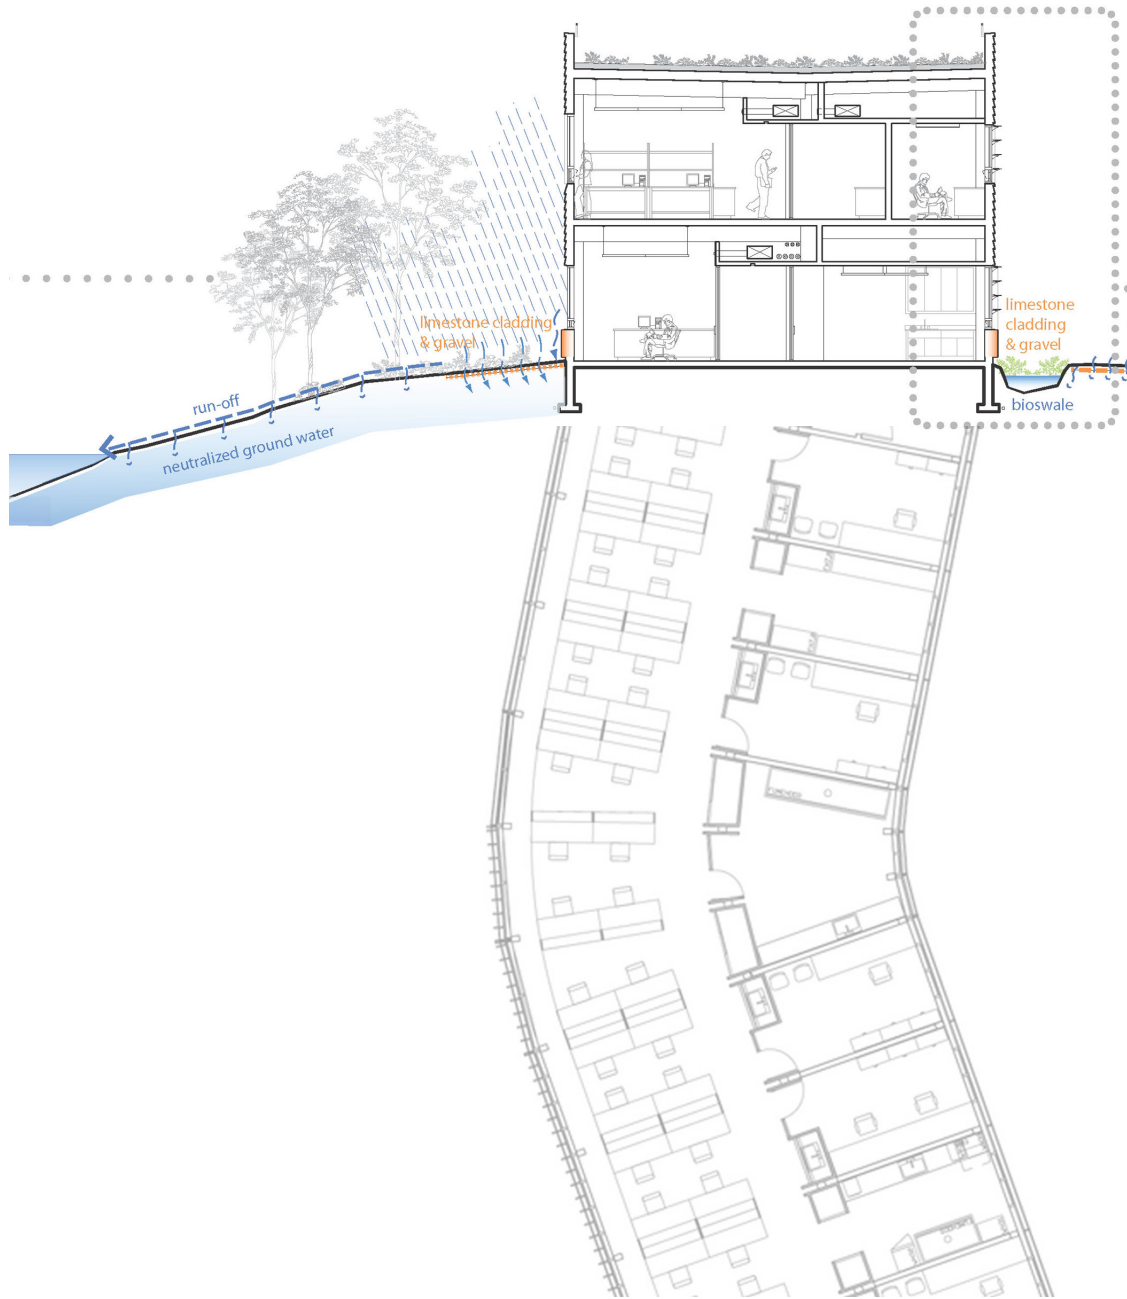 limestone cladding
& gravel
limestone
cladding
& gravel
run-off
neutralized ground water
bioswale